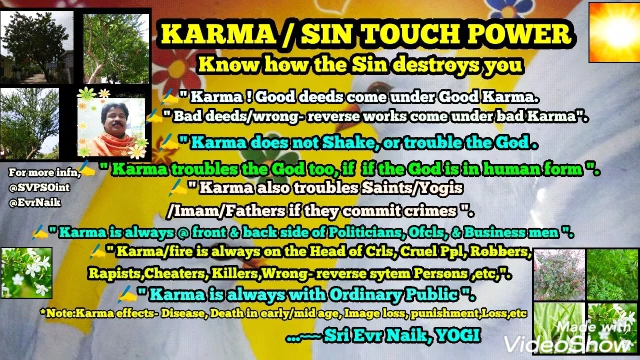 KARMA / SIN TOUCH POWER
Know how the Sin destroys you
✍" Karma ! Good deeds come under Good Karma.
✍" Bad deeds/wrong- reverse works come under bad Karma".
✍" Karma does not Shake, or trouble the God .
For more infn,
@SVPSOint
@EvrNaik
✍" Karma troubles the God too, if  if the God is in human form ".
✍" Karma also troubles Saints/Yogis
/Imam/Fathers if they commit crimes ".
✍" Karma is always @ front & back side of Politicians, Ofcls, & Business men ".
✍" Karma/fire is always on the Head of Crls, Cruel Ppl, Robbers,
Rapists,Cheaters, Killers,Wrong- reverse sytem Persons ,etc,".
✍" Karma is always with Ordinary Public ".
*Note:Karma effects- Disease, Death in early/mid age, Image loss, punishment,Loss,etc
...~~ Sri Evr Naik, YOGI
Made with
VideoShow